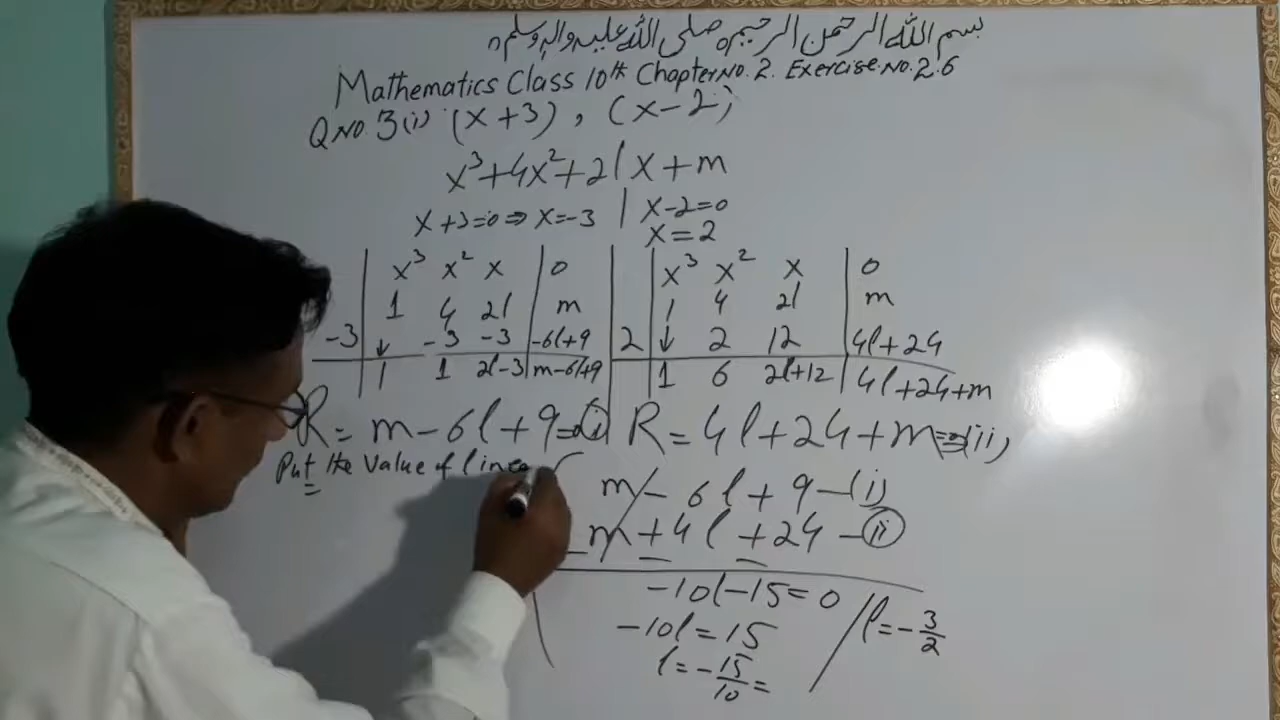 بسم اللہ الرحمن الرحیم صلی اللہ علیہ والہ وسلم
Mathematics Class 10th Chapter No. 2. Exercise. No. 2.6
Q No. 3(i) (x+3), (x-2)
x³+4x²+2lx+m
x+3=0 ⇒ x=-3 | x-2=0
x=2
x³ x² x | 0
1 4 2l | m
-3 | ↓ -3 -3 | -6l+9
1 1 2l-3 | m-6l+9
x³ x² x | 0
1 4 2l | m
2 | ↓ 2 12 | 4l+24
1 6 2l+12 | 4l+24+m
R = m-6l+9=(i)
R = 4l+24+m=(ii)
Put the value of l in
m - 6l + 9 -(i)
-m + 4l + 24 -(ii)
-10l-15=0
-10l=15
l=-15/10=
l=-3/2